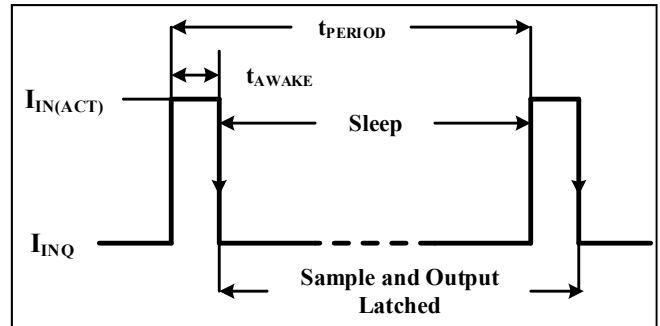 tPERIOD
tAWAKE
IIN(ACT)
Sleep
IINQ
Sample and Output
Latched